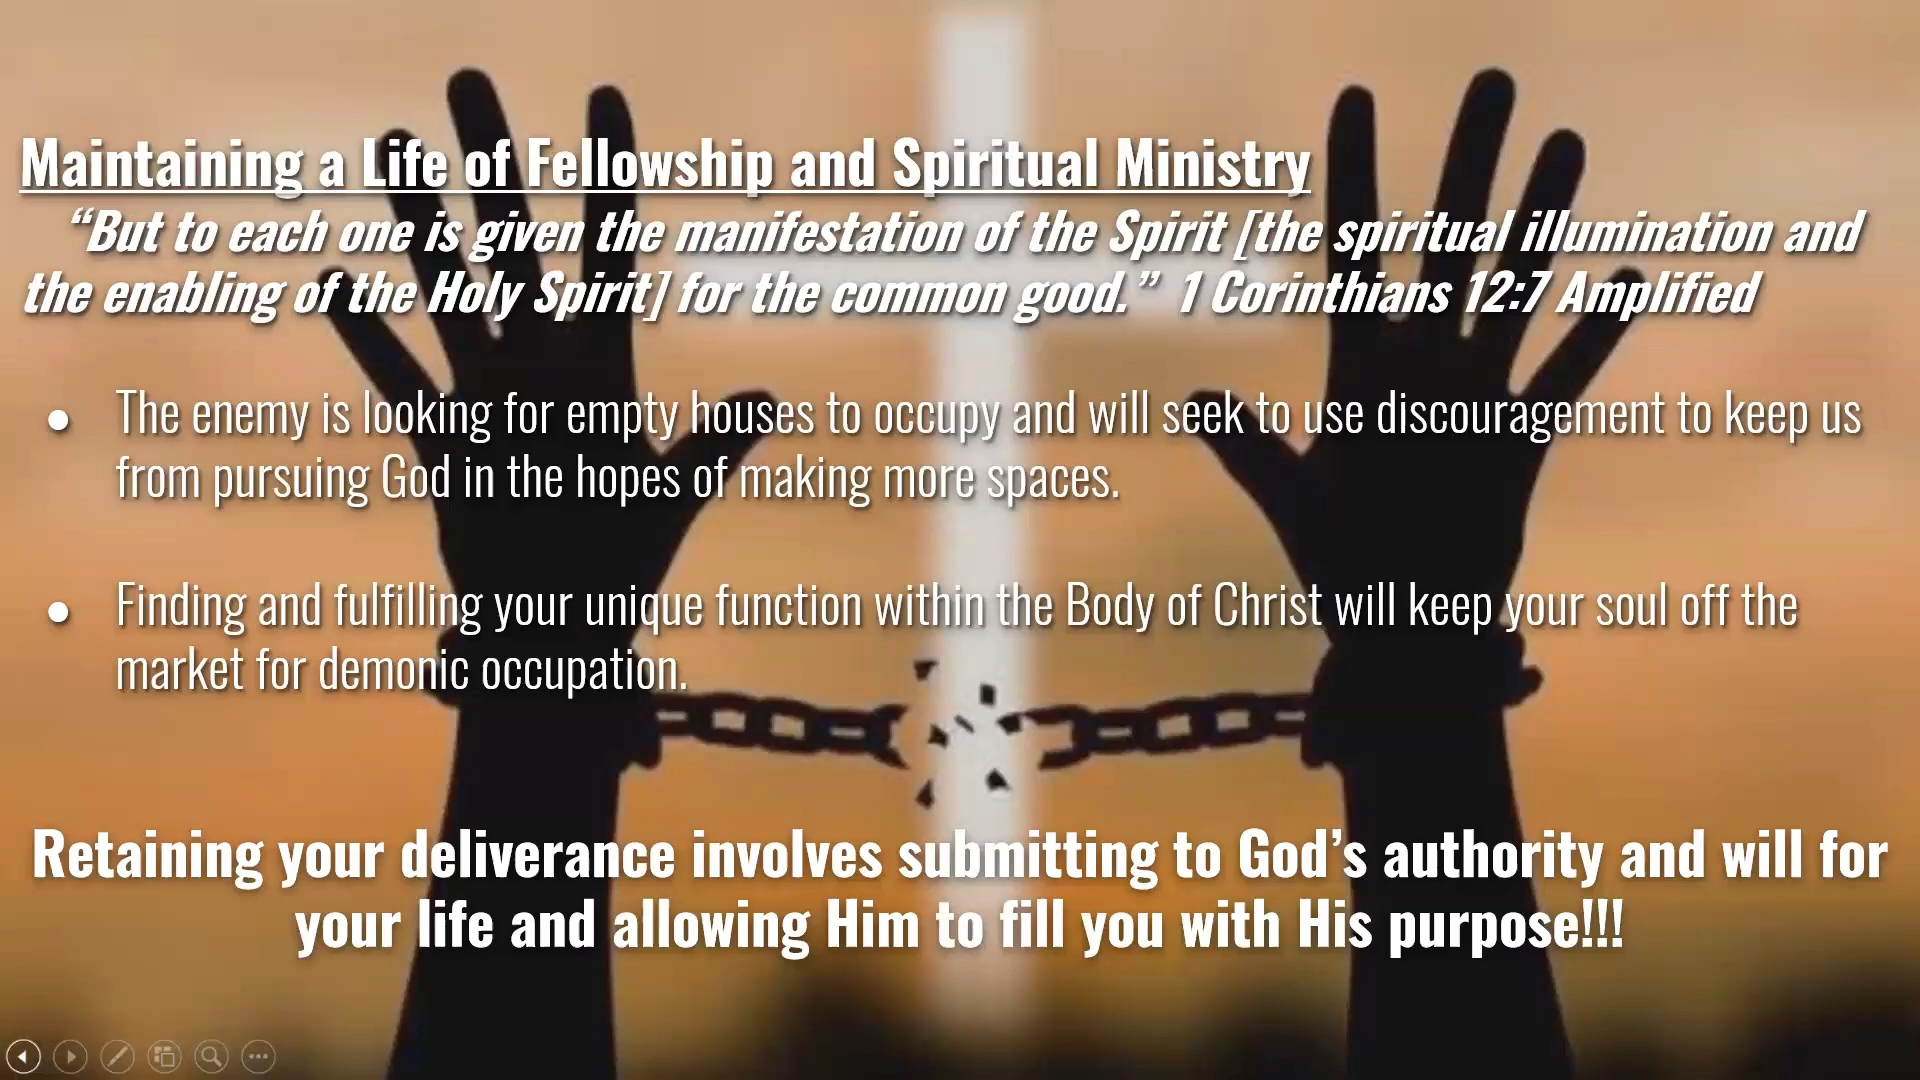 Maintaining a Life of Fellowship and Spiritual Ministry
“But to each one is given the manifestation of the Spirit [the spiritual illumination and
the enabling of the Holy Spirit] for the common good.” 1 Corinthians 12:7 Amplified
● The enemy is looking for empty houses to occupy and will seek to use discouragement to keep us
from pursuing God in the hopes of making more spaces.
● Finding and fulfilling your unique function within the Body of Christ will keep your soul off the
market for demonic occupation.
Retaining your deliverance involves submitting to God’s authority and will for
your life and allowing Him to fill you with His purpose!!!